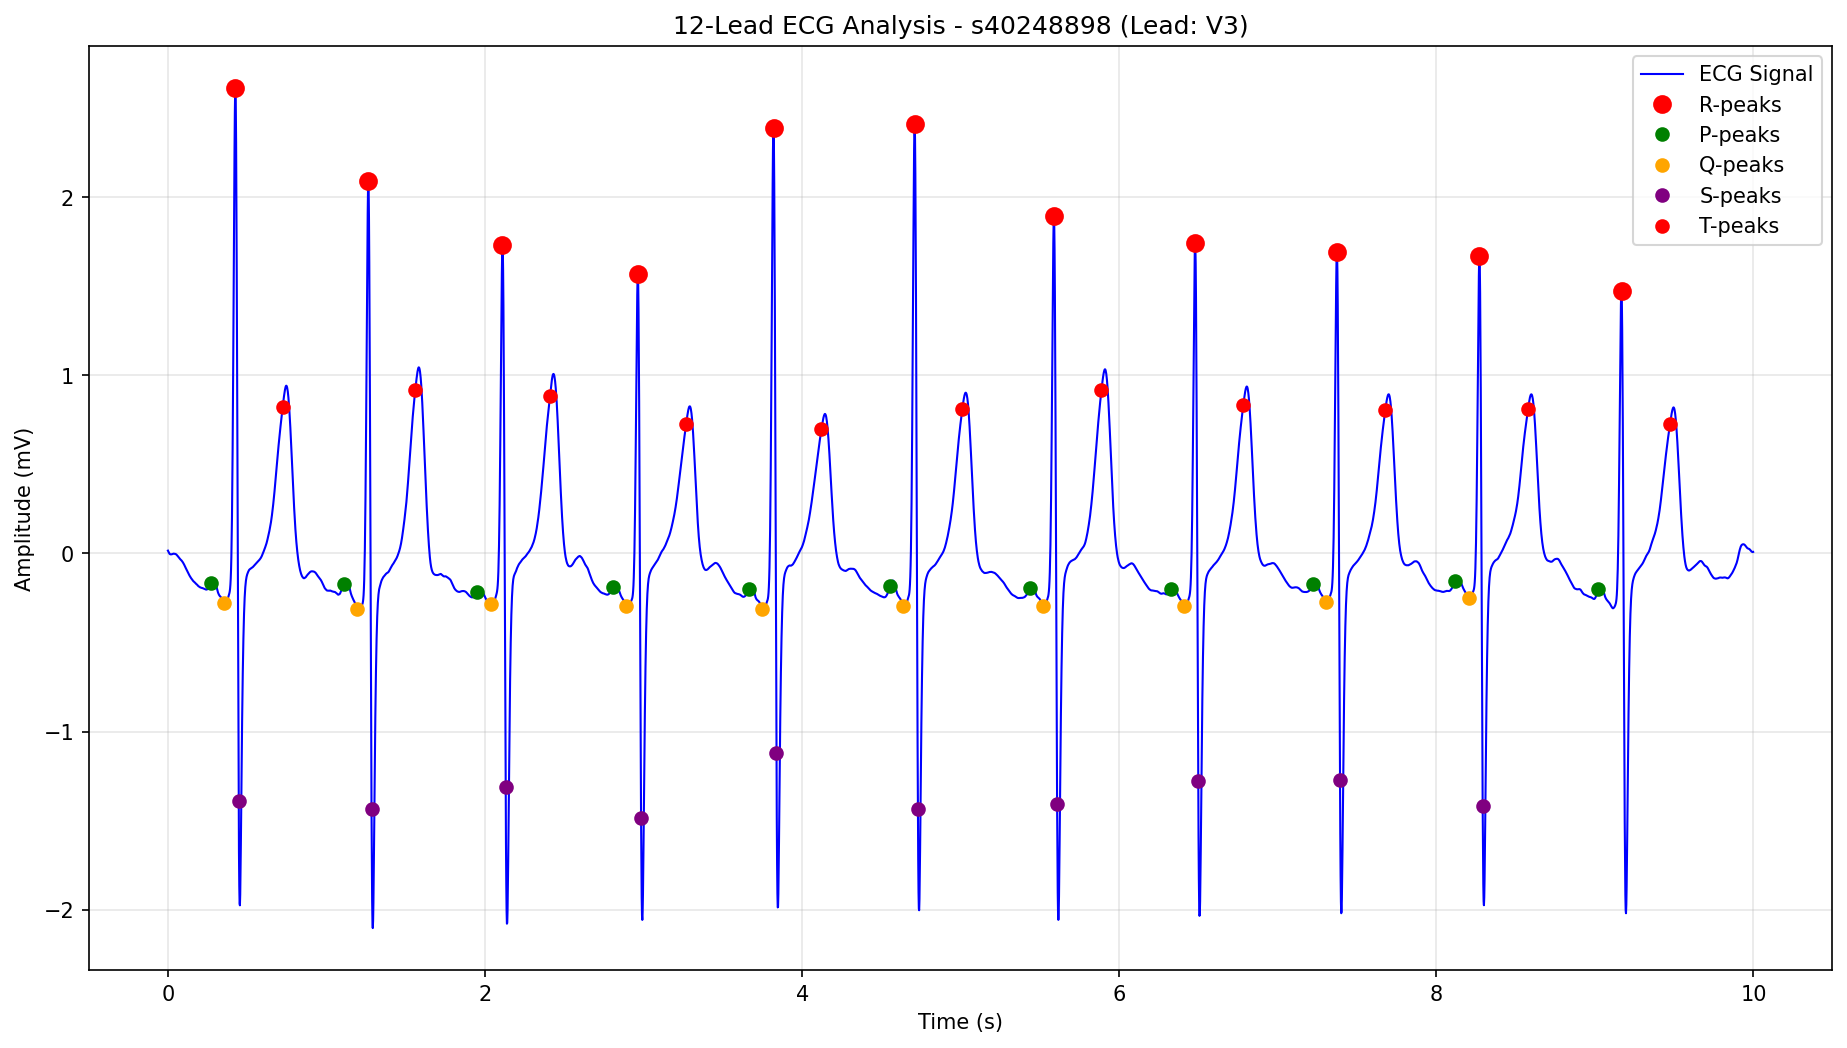 12-Lead ECG Analysis - s40248898 (Lead: V3)
ECG Signal
R-peaks
P-peaks
Q-peaks
S-peaks
T-peaks
Amplitude (mV)
2
1
0
−1
−2
0 2 4 6 8 10
Time (s)